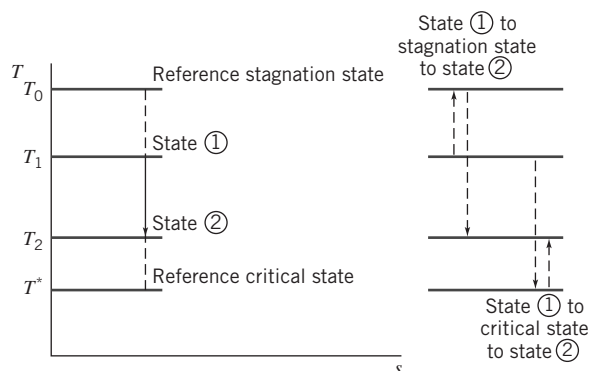 State ① to
stagnation state
to state ②
T
T₀
Reference stagnation state
State ①
T₁
State ②
T₂
Reference critical state
T*
s
State ① to
critical state
to state ②